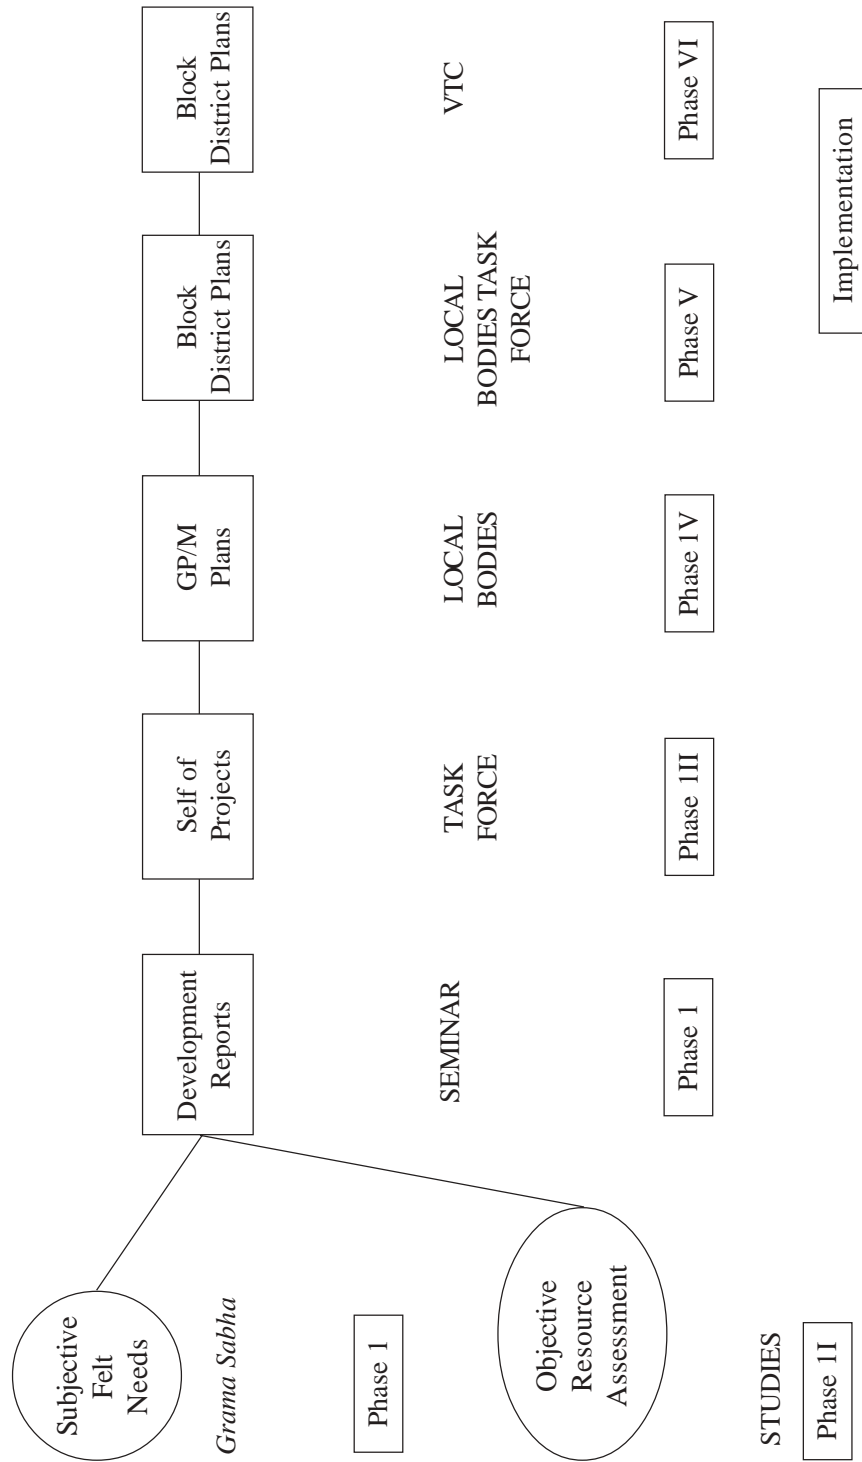 Subjective
Felt
Needs
Grama Sabha
Phase 1
Objective
Resource
Assessment
STUDIES
Phase 1I
Development
Reports
SEMINAR
Phase 1
Self of
Projects
TASK
FORCE
Phase 1II
GP/M
Plans
LOCAL
BODIES
Phase 1V
Block
District Plans
LOCAL
BODIES TASK
FORCE
Phase V
Block
District Plans
VTC
Phase VI
Implementation